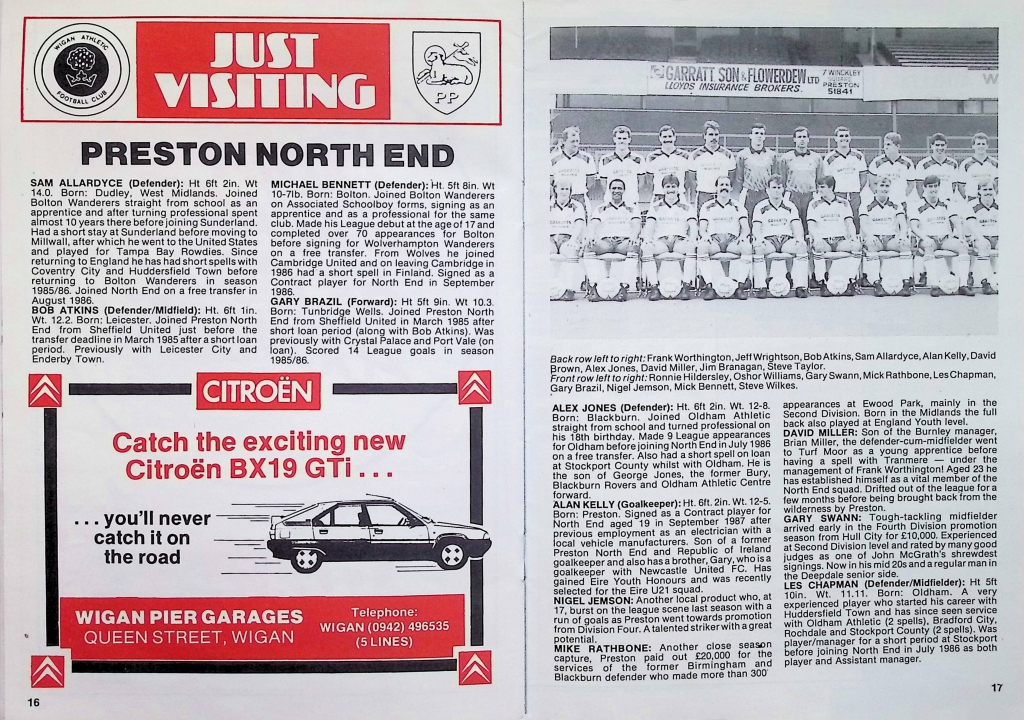 WIGAN ATHLETIC
FOOTBALL CLUB
JUST
VISITING
PP
PRESTON NORTH END
SAM ALLARDYCE (Defender): Ht 6ft 2in. Wt
14.0. Born: Dudley, West Midlands. Joined
Bolton Wanderers straight from school as an
apprentice and after turning professional spent
almost 10 years there before joining Sunderland.
Had a short stay at Sunderland before moving to
Millwall, after which he went to the United States
and played for Tampa Bay Rowdies. Since
returning to England he has had short spells with
Coventry City and Huddersfield Town before
returning to Bolton Wanderers in season
1985/86. Joined North End on a free transfer in
August 1986.
BOB ATKINS (Defender/Midfield): Ht. 6ft 1in.
Wt. 12.2. Born: Leicester. Joined Preston North
End from Sheffield United just before the
transfer deadline in March 1985 after a short loan
period. Previously with Leicester City and
Enderby Town.
MICHAEL BENNETT (Defender): Ht. 5ft 8in. Wt
10-7lb. Born: Bolton. Joined Bolton Wanderers
on Associated Schoolboy forms, signing as an
apprentice and as a professional for the same
club. Made his League debut at the age of 17 and
completed over 70 appearances for Bolton
before signing for Wolverhampton Wanderers
on a free transfer. From Wolves he joined
Cambridge United and on leaving Cambridge in
1986 had a short spell in Finland. Signed as a
Contract player for North End in September
1986.
GARY BRAZIL (Forward): Ht 5ft 9in. Wt 10.3.
Born: Tunbridge Wells. Joined Preston North
End from Sheffield United in March 1985 after
short loan period (along with Bob Atkins). Was
previously with Crystal Palace and Port Vale (on
loan). Scored 14 League goals in season
1985/86.
CITROËN
Catch the exciting new
Citroën BX19 GTi ...
... you'll never
catch it on
the road
WIGAN PIER GARAGES
QUEEN STREET, WIGAN
Telephone:
WIGAN (0942) 496535
(5 LINES)
16
GARRATT SON & FLOWERDEW LTD
LLOYDS INSURANCE BROKERS.
7 WINCKLEY
SQUARE
PRESTON
51841
W
Back row left to right: Frank Worthington, Jeff Wrightson, Bob Atkins, Sam Allardyce, Alan Kelly, David
Brown, Alex Jones, David Miller, Jim Branagan, Steve Taylor.
Front row left to right: Ronnie Hildersley, Oshor Williams, Gary Swann, Mick Rathbone, Les Chapman,
Gary Brazil, Nigel Jemson, Mick Bennett, Steve Wilkes.
ALEX JONES (Defender): Ht. 6ft 2in. Wt. 12-8.
Born: Blackburn. Joined Oldham Athletic
straight from school and turned professional on
his 18th birthday. Made 9 League appearances
for Oldham before joining North End in July 1986
on a free transfer. Also had a short spell on loan
at Stockport County whilst with Oldham. He is
the son of George Jones, the former Bury,
Blackburn Rovers and Oldham Athletic Centre
forward.
ALAN KELLY (Goalkeeper): Ht. 6ft. 2in. Wt. 12-5.
Born: Preston. Signed as a Contract player for
North End aged 19 in September 1987 after
previous employment as an electrician with a
local vehicle manufacturers. Son of a former
Preston North End and Republic of Ireland
goalkeeper and also has a brother, Gary, who is a
goalkeeper with Newcastle United FC. Has
gained Eire Youth Honours and was recently
selected for the Eire U21 squad.
NIGEL JEMSON: Another local product who, at
17, burst on the league scene last season with a
run of goals as Preston went towards promotion
from Division Four. A talented striker with a great
potential.
MIKE RATHBONE: Another close season
capture, Preston paid out £20,000 for the
services of the former Birmingham and
Blackburn defender who made more than 300
appearances at Ewood Park, mainly in the
Second Division. Born in the Midlands the full
back also played at England Youth level.
DAVID MILLER: Son of the Burnley manager,
Brian Miller, the defender-cum-midfielder went
to Turf Moor as a young apprentice before
having a spell with Tranmere — under the
management of Frank Worthington! Aged 23 he
has established himself as a vital member of the
North End squad. Drifted out of the league for a
few months before being brought back from the
wilderness by Preston.
GARY SWANN: Tough-tackling midfielder
arrived early in the Fourth Division promotion
season from Hull City for £10,000. Experienced
at Second Division level and rated by many good
judges as one of John McGrath's shrewdest
signings. Now in his mid 20s and a regular man in
the Deepdale senior side.
LES CHAPMAN (Defender/Midfielder): Ht 5ft
10in. Wt. 11.11. Born: Oldham. A very
experienced player who started his career with
Huddersfield Town and has since seen service
with Oldham Athletic (2 spells), Bradford City,
Rochdale and Stockport County (2 spells). Was
player/manager for a short period at Stockport
before joining North End in July 1986 as both
player and Assistant manager.
17